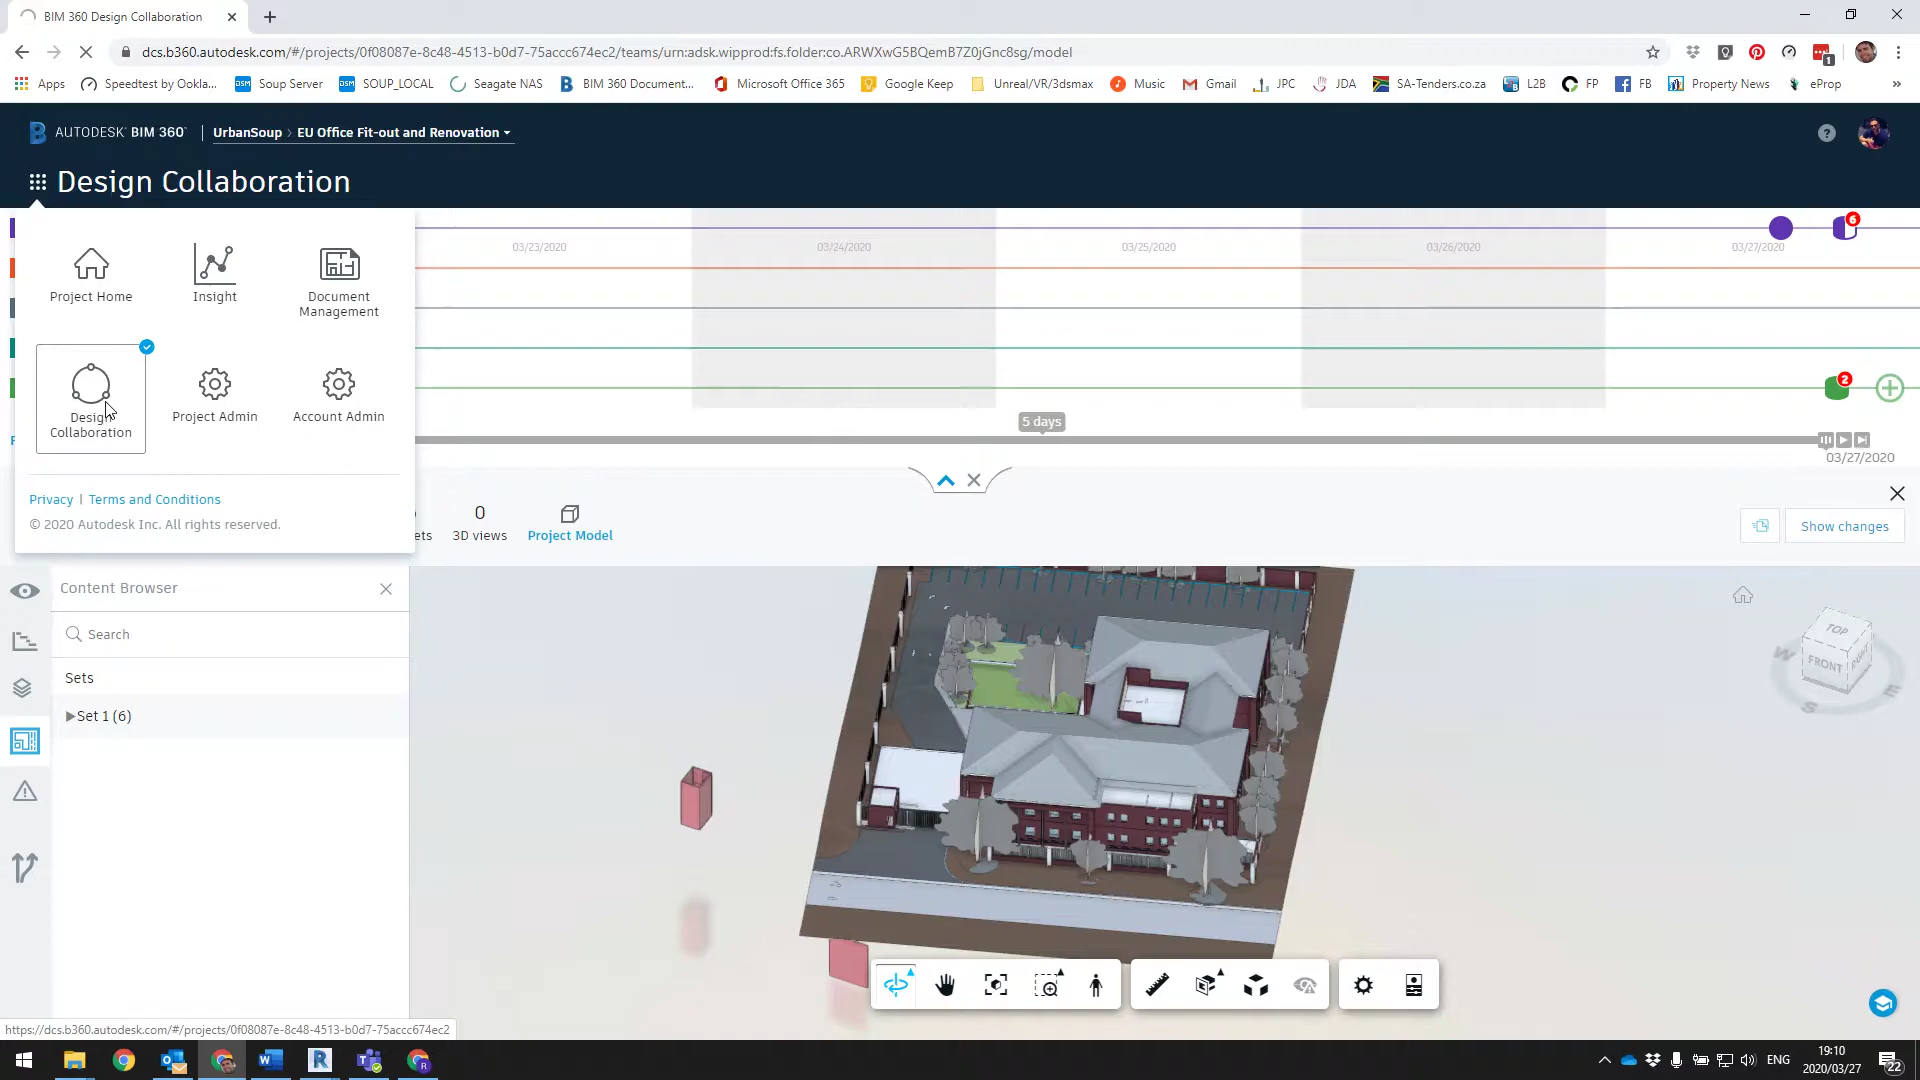 BIM 360 Design Collaboration
dcs.b360.autodesk.com/#/projects/0f08087e-8c48-4513-b0d7-75accc674ec2/teams/urn:adsk.wipprod:fs.folder:co.ARWXwG5BQemB7Z0jGnc8sg/model
1
Apps
Speedtest by Ookla...
DSM
Soup Server
DSM
SOUP_LOCAL
Seagate NAS
BIM 360 Document...
Microsoft Office 365
Google Keep
Unreal/VR/3dsmax
Music
Gmail
JPC
JDA
SA-Tenders.co.za
L2B
FP
FB
Property News
eProp
»
AUTODESK® BIM 360™
UrbanSoup › EU Office Fit-out and Renovation
?
Design Collaboration
Project Home
Insight
Document
Management
Design
Collaboration
Project Admin
Account Admin
Privacy | Terms and Conditions
© 2020 Autodesk Inc. All rights reserved.
03/23/2020
03/24/2020
03/25/2020
03/26/2020
03/27/2020
6
2
5 days
03/27/2020
ets
0
3D views
Project Model
Show changes
Content Browser
Search
Sets
Set 1 (6)
TOP
FRONT
RIGHT
W
S
E
https://dcs.b360.autodesk.com/#/projects/0f08087e-8c48-4513-b0d7-75accc674ec2
ENG
19:10
2020/03/27
22